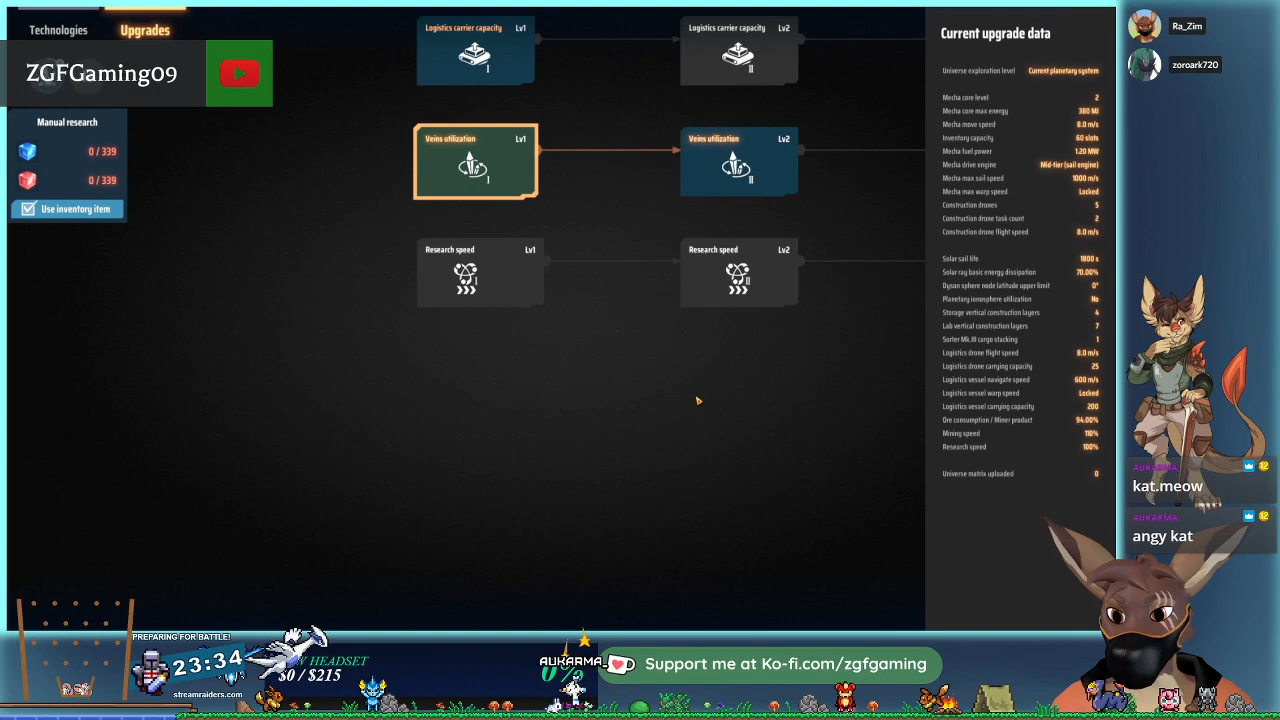 Technologies
Upgrades
ZGFGaming09
Manual research
0 / 339
0 / 339
Use inventory item
Logistics carrier capacity Lv1
I
Logistics carrier capacity Lv2
II
Veins utilization Lv1
I
Veins utilization Lv2
II
Research speed Lv1
I
Research speed Lv2
II
Current upgrade data
Universe exploration level Current planetary system
Mecha core level 2
Mecha core max energy 380 MJ
Mecha move speed 8.0 m/s
Inventory capacity 60 slots
Mecha fuel power 1.20 MW
Mecha drive engine Mid-tier (sail engine)
Mecha max sail speed 1000 m/s
Mecha max warp speed Locked
Construction drones 5
Construction drone task count 2
Construction drone flight speed 8.0 m/s
Solar sail life 1800 s
Solar ray basic energy dissipation 70.00%
Dyson sphere node latitude upper limit 0°
Planetary ionosphere utilization No
Storage vertical construction layers 4
Lab vertical construction layers 7
Sorter Mk.III cargo stacking 1
Logistics drone flight speed 8.0 m/s
Logistics drone carrying capacity 25
Logistics vessel navigate speed 600 m/s
Logistics vessel warp speed Locked
Logistics vessel carrying capacity 200
Ore consumption / Miner product 94.00%
Mining speed 110%
Research speed 100%
Universe matrix uploaded 0
Ra_Zim
zoroark720
AUKARMA_ 12
kat.meow
AUKARMA_ 12
angy kat
PREPARING FOR BATTLE!
23:34
streamraiders.com
HEADSET
$0 / $215
AUKARMA_
0%
Support me at Ko-fi.com/zgfgaming